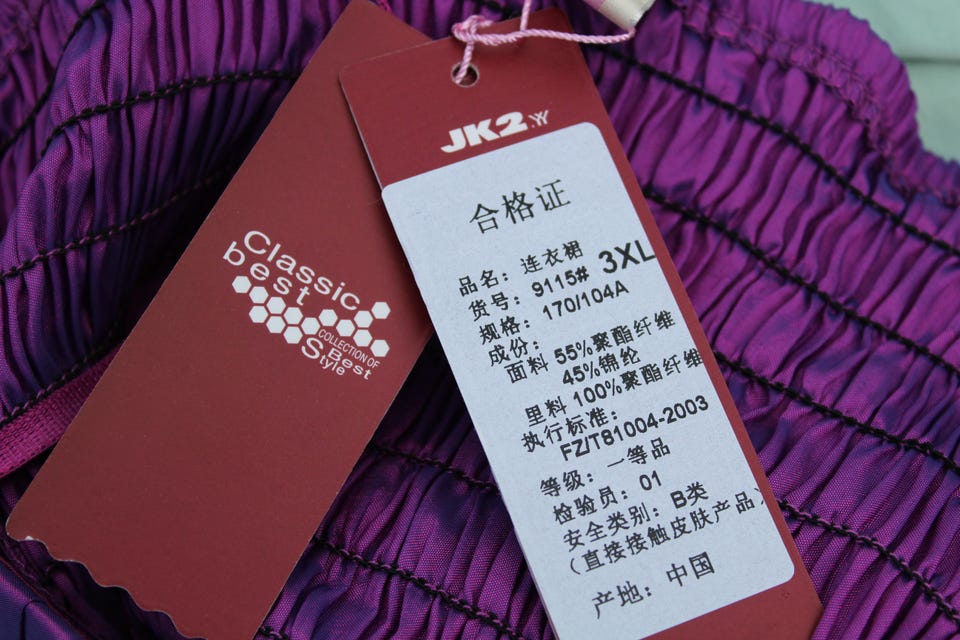 Classic
best
COLLECTION OF
Best
Style
JK2
合格证
品名：连衣裙
货号：9115# 3XL
规格：170/104A
成份：
面料 55%聚酯纤维
45%锦纶
里料 100%聚酯纤维
执行标准：
FZ/T81004-2003
等级：一等品
检验员：01
安全类别：B类
（直接接触皮肤产品）
产地：中国